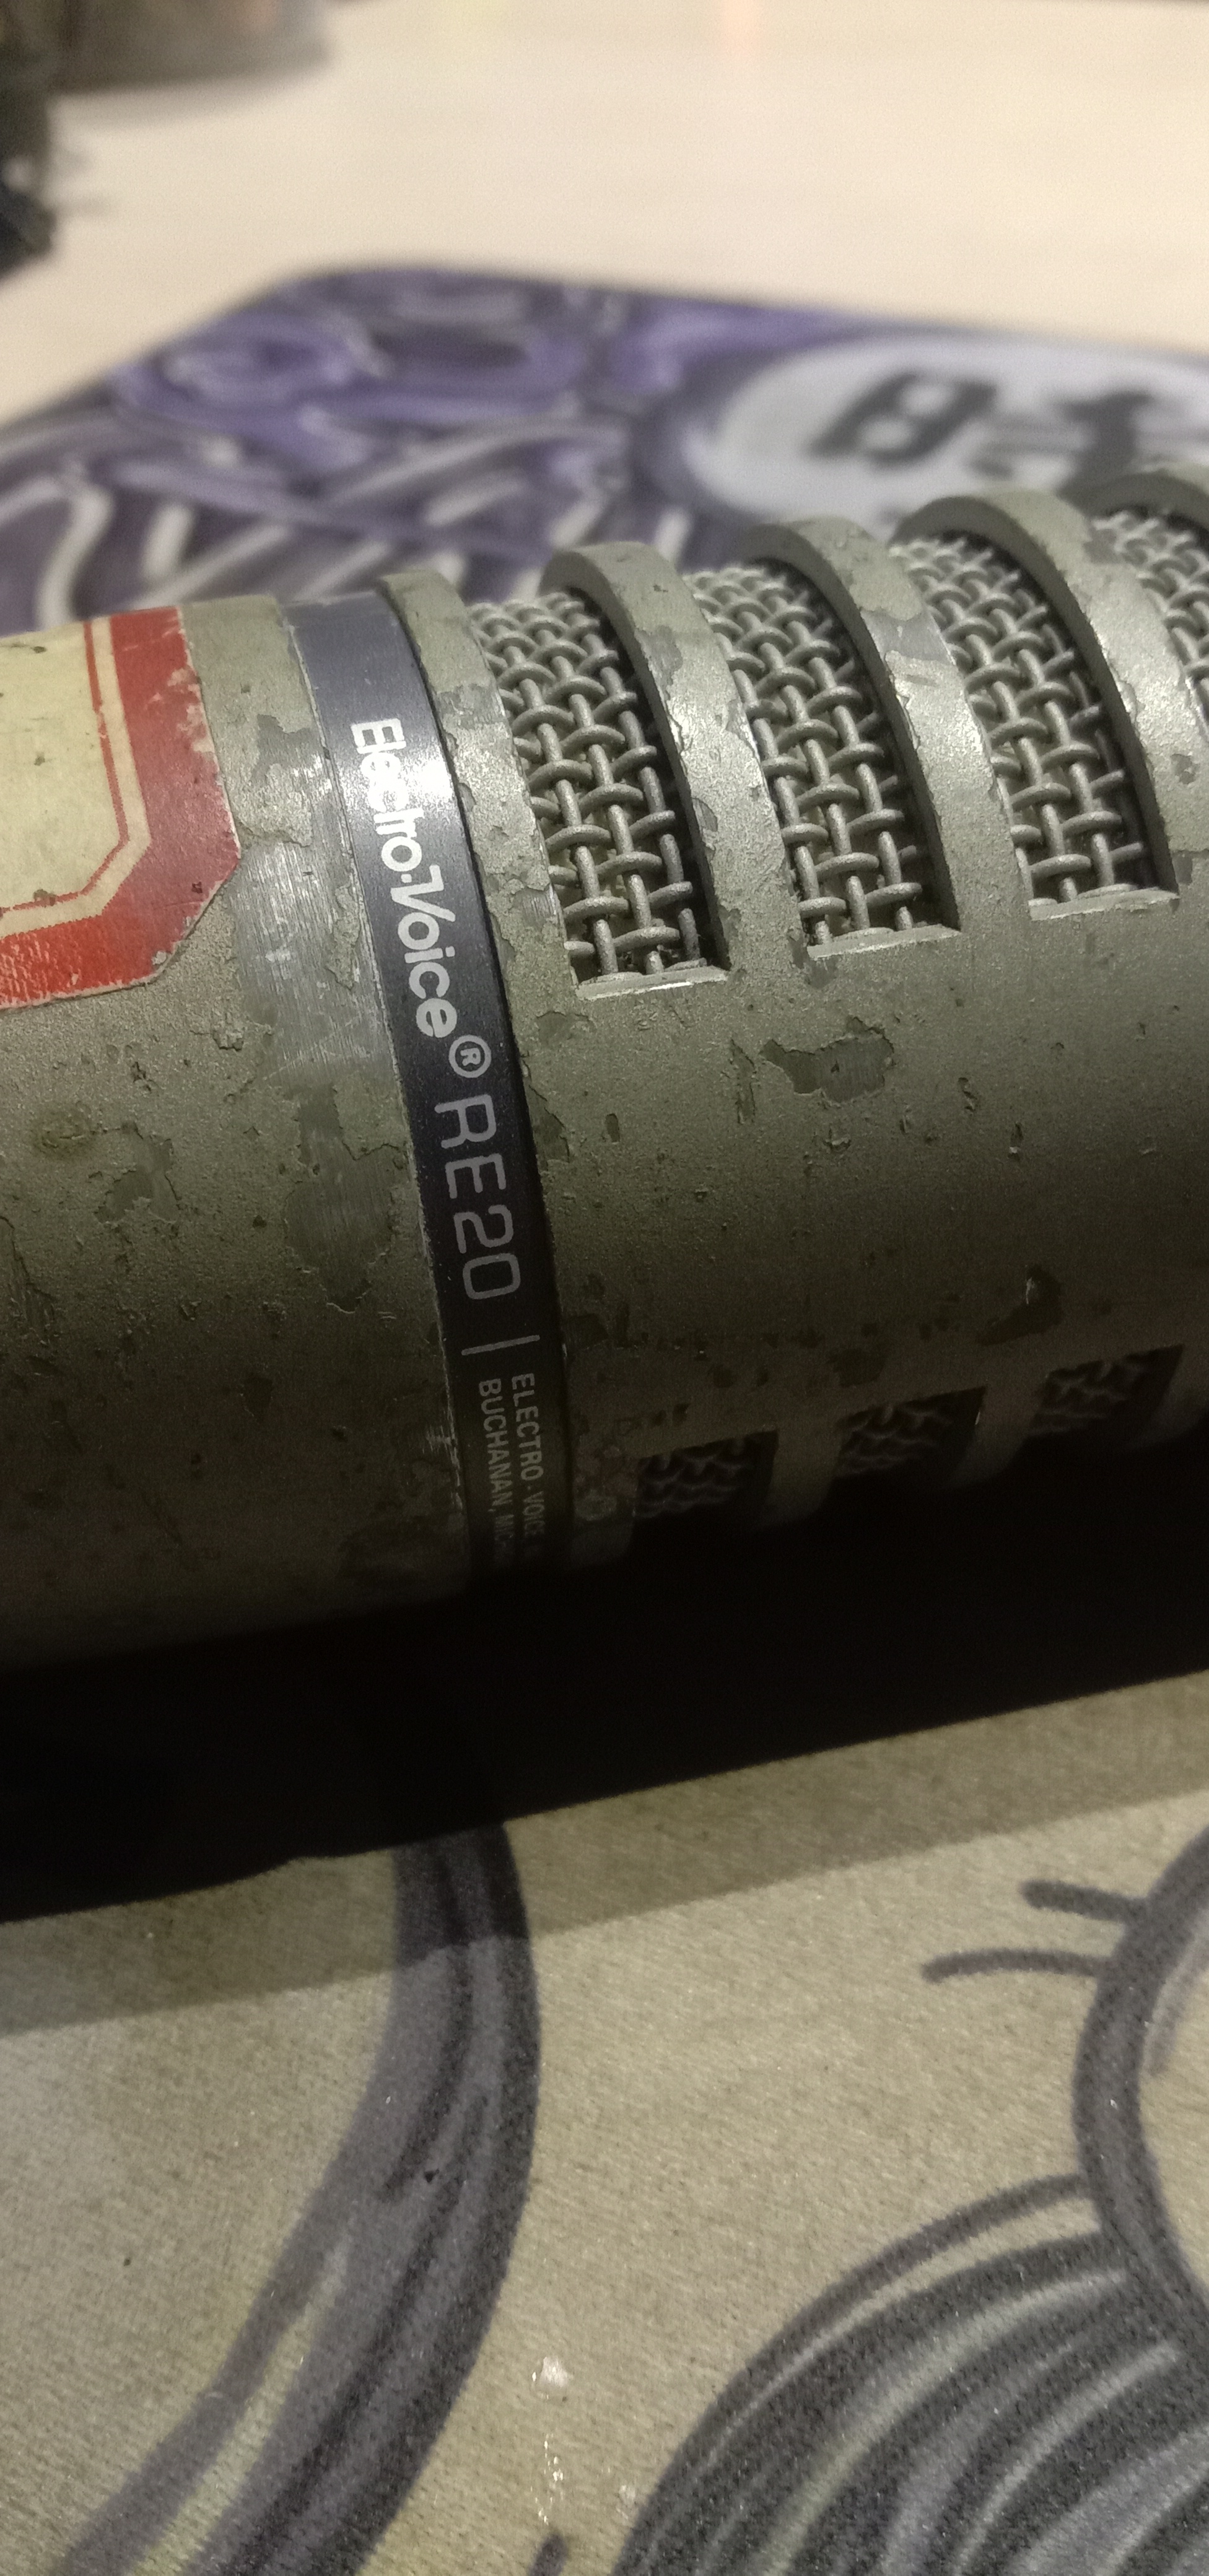 Electro-Voice® RE20 |
ELECTRO-VOICE
BUCHANAN,